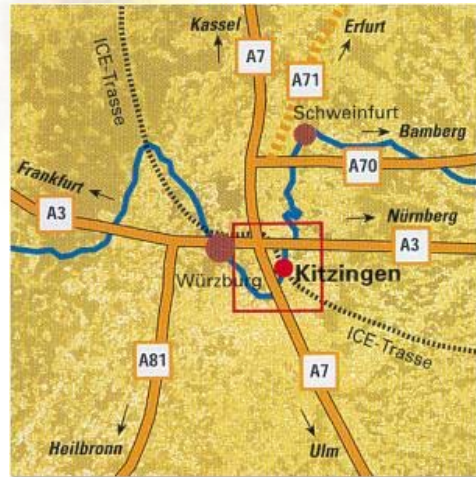 Kassel
A7
Erfurt
ICE-Trasse
A71
Schweinfurt
Bamberg
A70
Frankfurt
A3
Nürnberg
A3
Würzburg
Kitzingen
ICE-Trasse
A81
A7
Heilbronn
Ulm